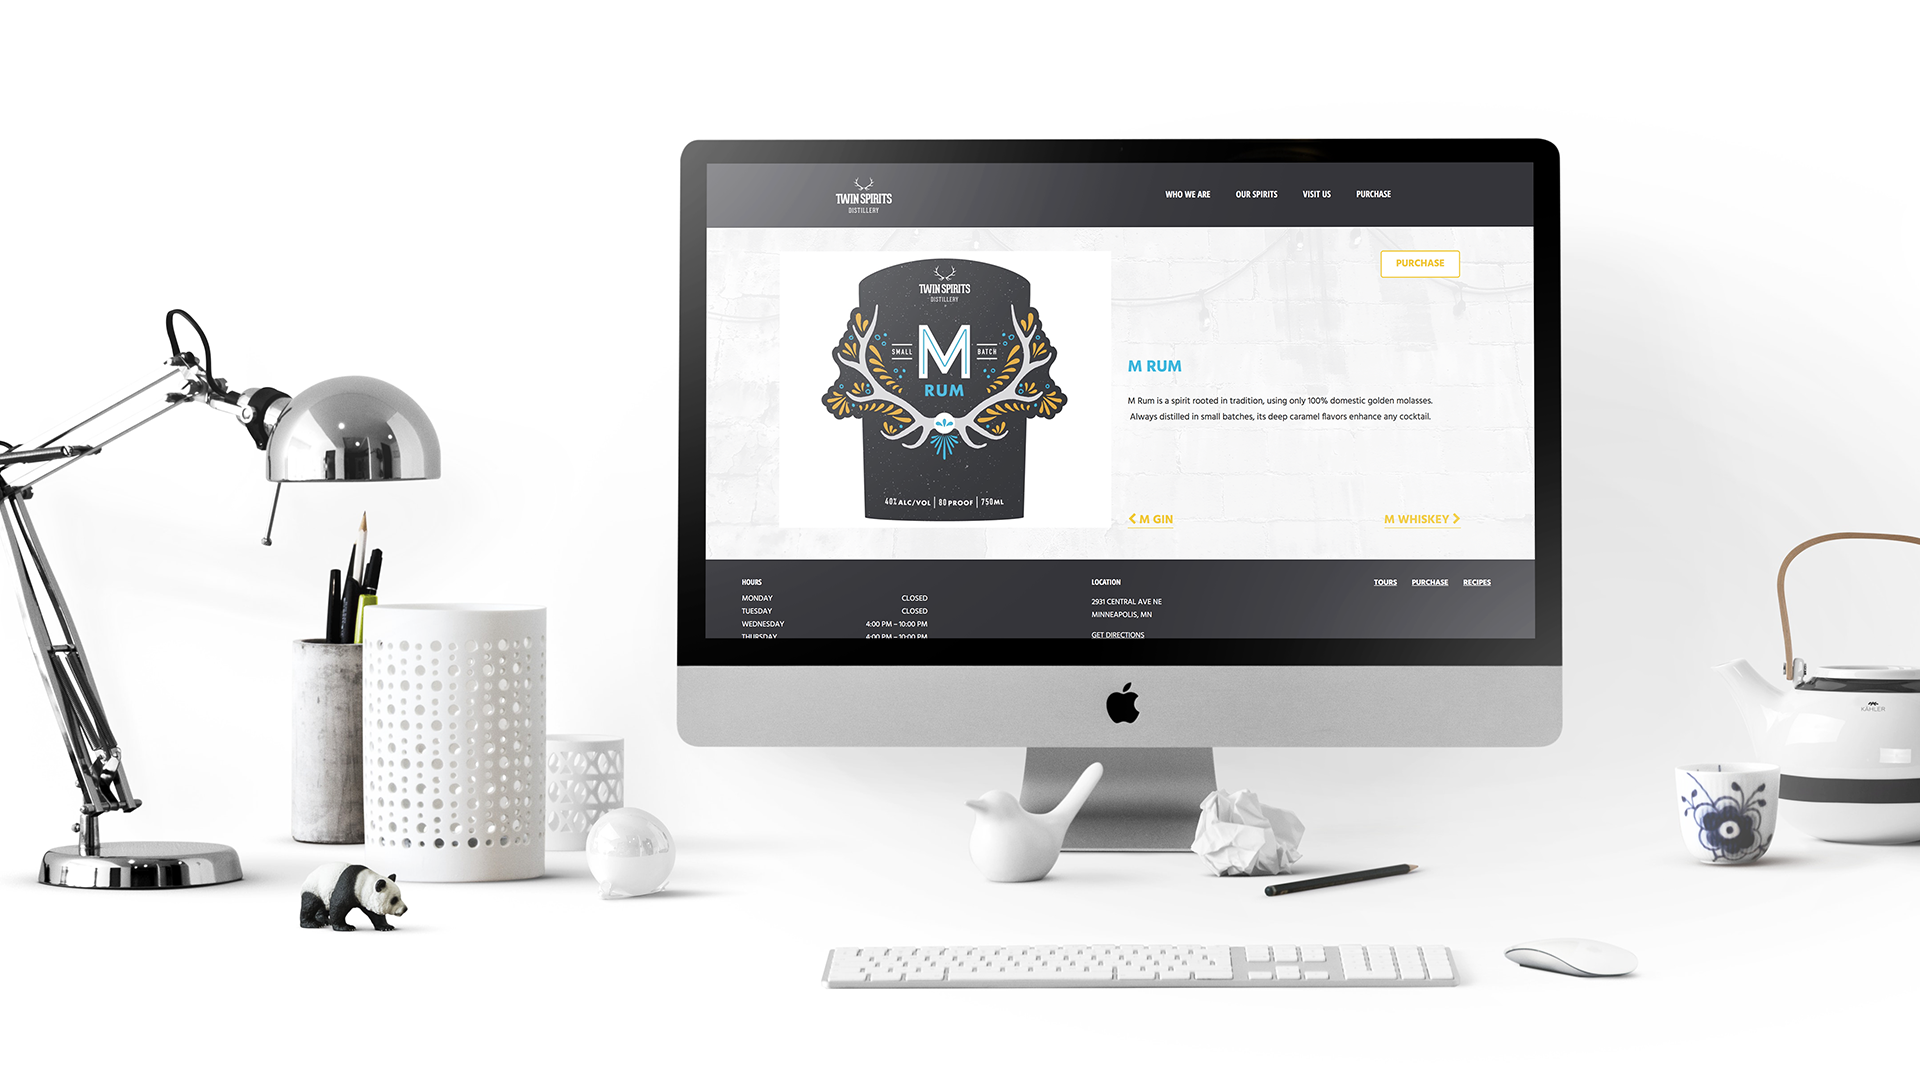 TWIN SPIRITS
DISTILLERY
WHO WE ARE
OUR SPIRITS
VISIT US
PURCHASE
PURCHASE
TWIN SPIRITS
DISTILLERY
SMALL M BATCH
RUM
40% ALC/VOL | 80 PROOF | 750ML
M RUM
M Rum is a spirit rooted in tradition, using only 100% domestic golden molasses.
Always distilled in small batches, its deep caramel flavors enhance any cocktail.
M GIN
M WHISKEY
HOURS
MONDAY CLOSED
TUESDAY CLOSED
WEDNESDAY 4:00 PM – 10:00 PM
THURSDAY 4:00 PM – 10:00 PM
LOCATION
2931 CENTRAL AVE NE
MINNEAPOLIS, MN
GET DIRECTIONS
TOURS PURCHASE RECIPES
KÄHLER